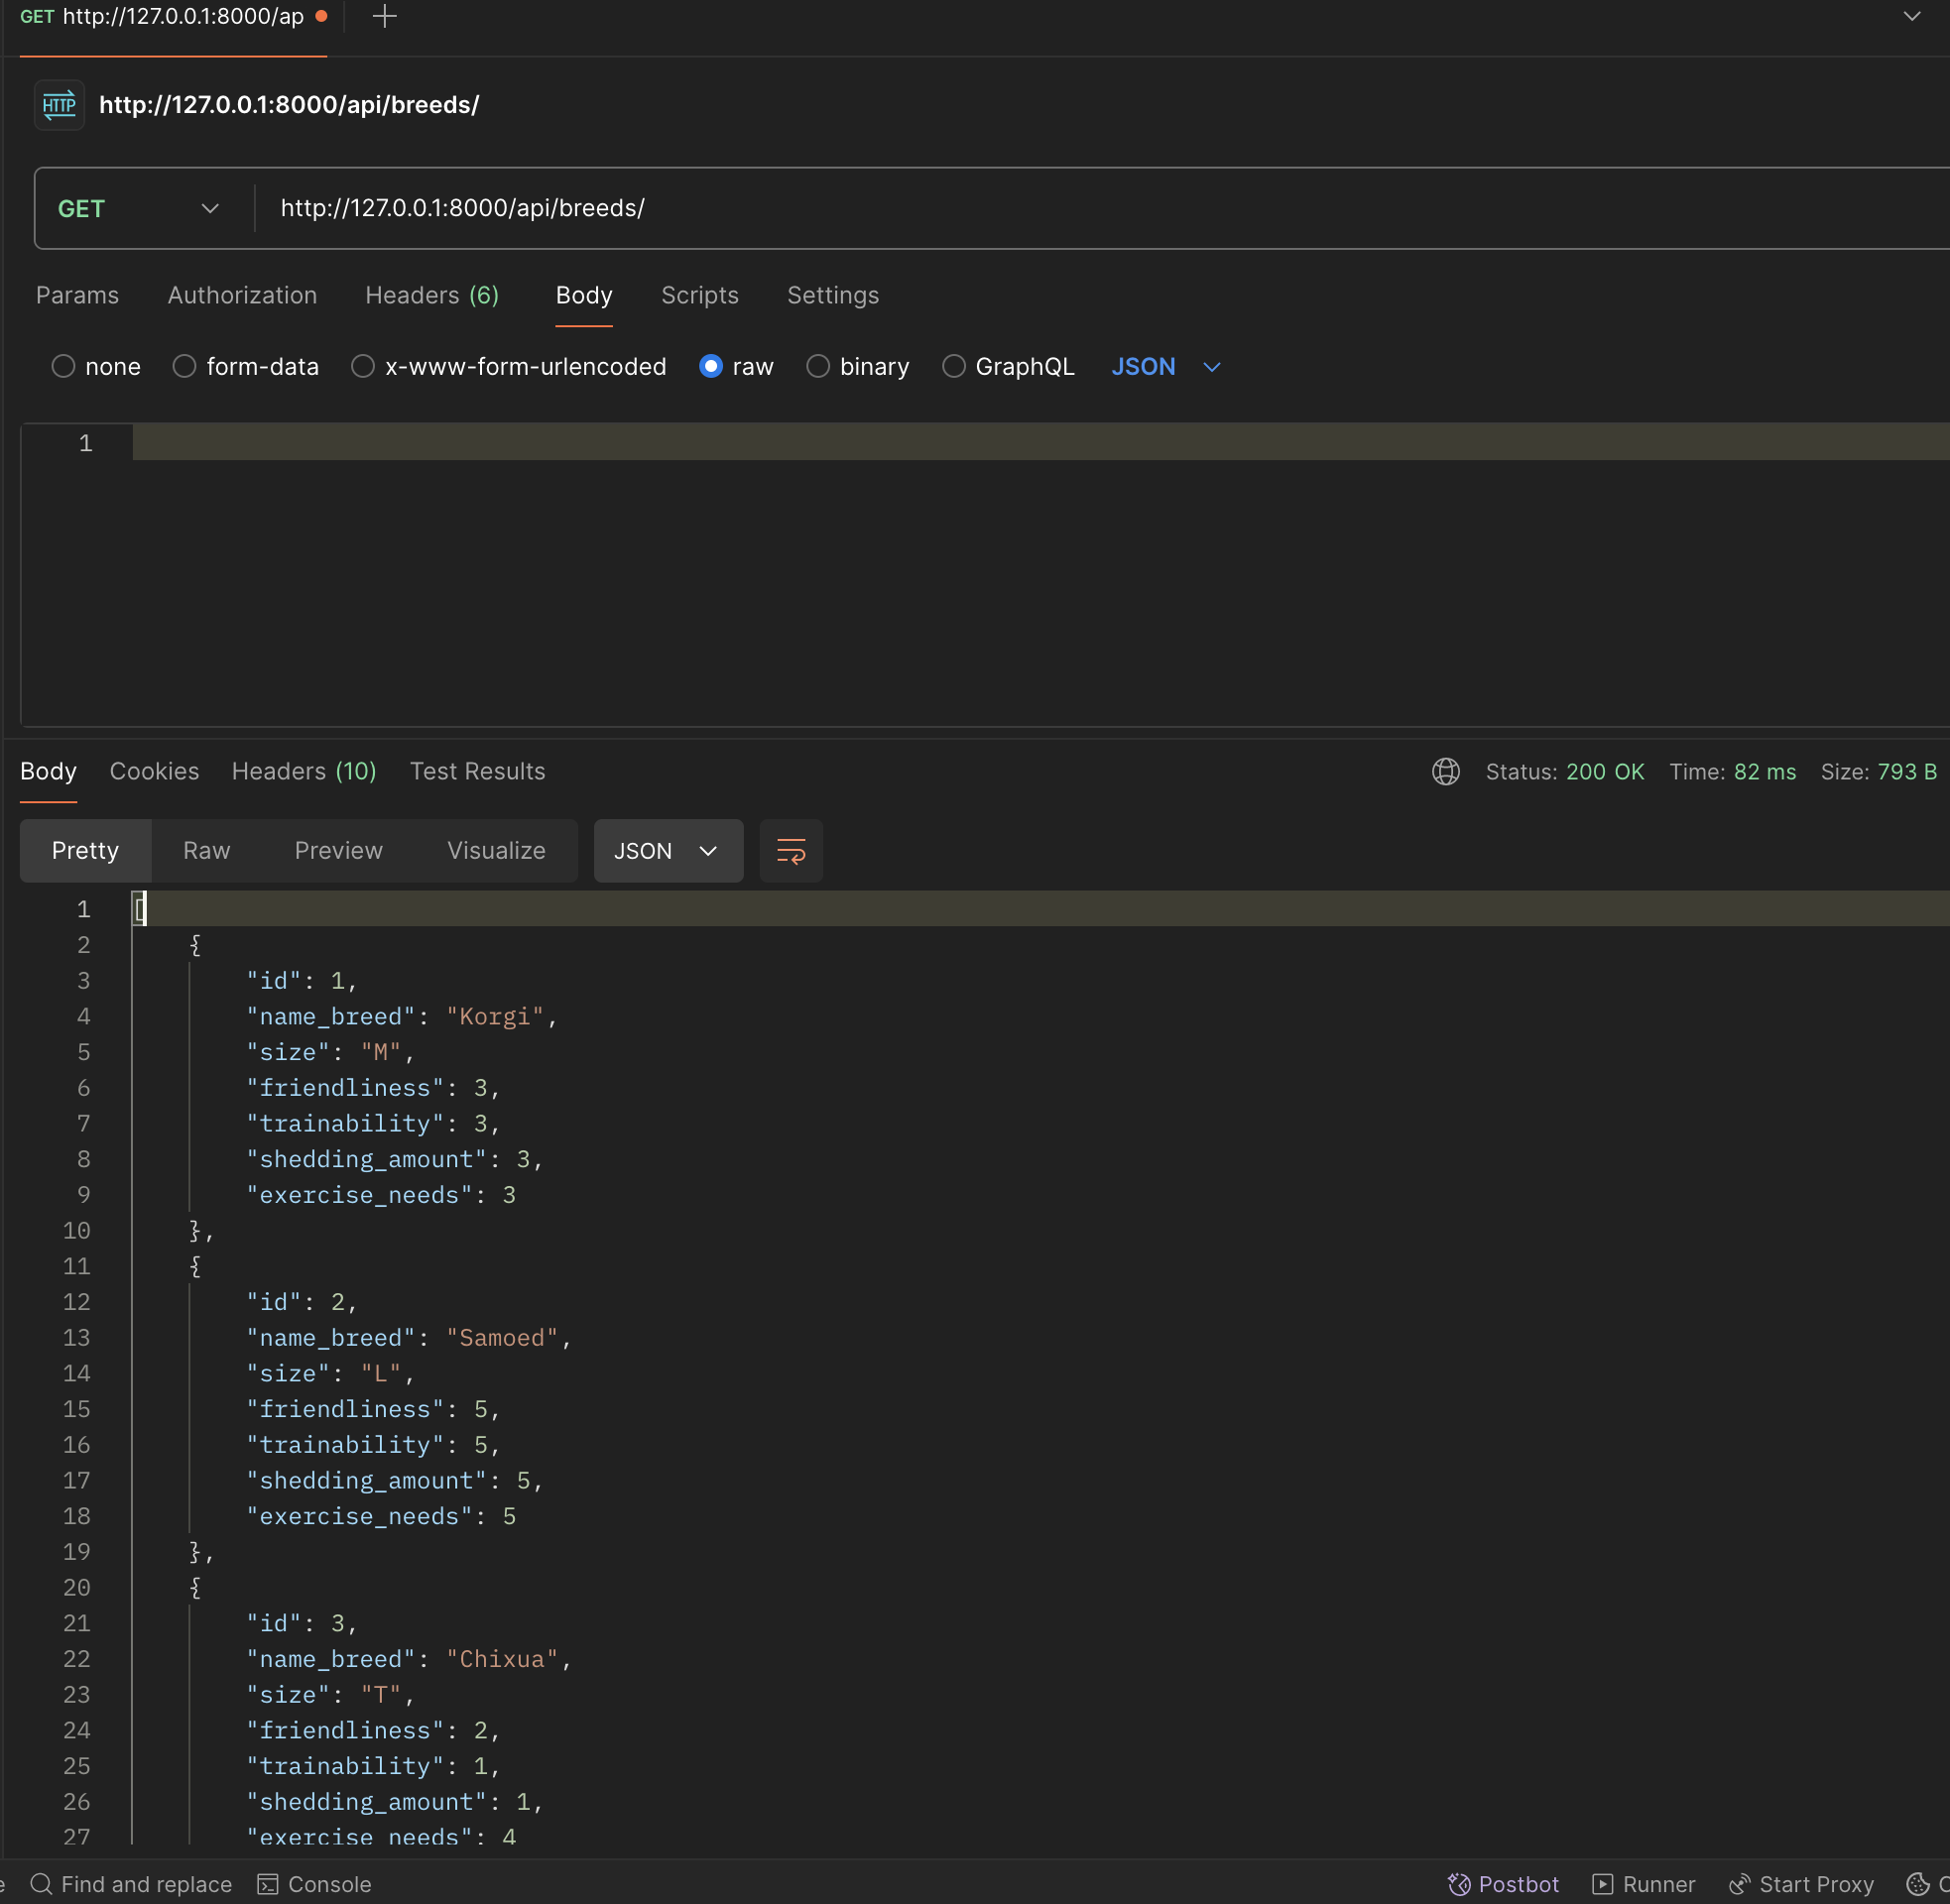 GET http://127.0.0.1:8000/ap
HTTP http://127.0.0.1:8000/api/breeds/
GET http://127.0.0.1:8000/api/breeds/
Params Authorization Headers (6) Body Scripts Settings
none form-data x-www-form-urlencoded raw binary GraphQL JSON
1
Body Cookies Headers (10) Test Results Status: 200 OK Time: 82 ms Size: 793 B
Pretty Raw Preview Visualize JSON
1 [
2 {
3 "id": 1,
4 "name_breed": "Korgi",
5 "size": "M",
6 "friendliness": 3,
7 "trainability": 3,
8 "shedding_amount": 3,
9 "exercise_needs": 3
10 },
11 {
12 "id": 2,
13 "name_breed": "Samoed",
14 "size": "L",
15 "friendliness": 5,
16 "trainability": 5,
17 "shedding_amount": 5,
18 "exercise_needs": 5
19 },
20 {
21 "id": 3,
22 "name_breed": "Chixua",
23 "size": "T",
24 "friendliness": 2,
25 "trainability": 1,
26 "shedding_amount": 1,
27 "exercise_needs": 4
Find and replace Console Postbot Runner Start Proxy